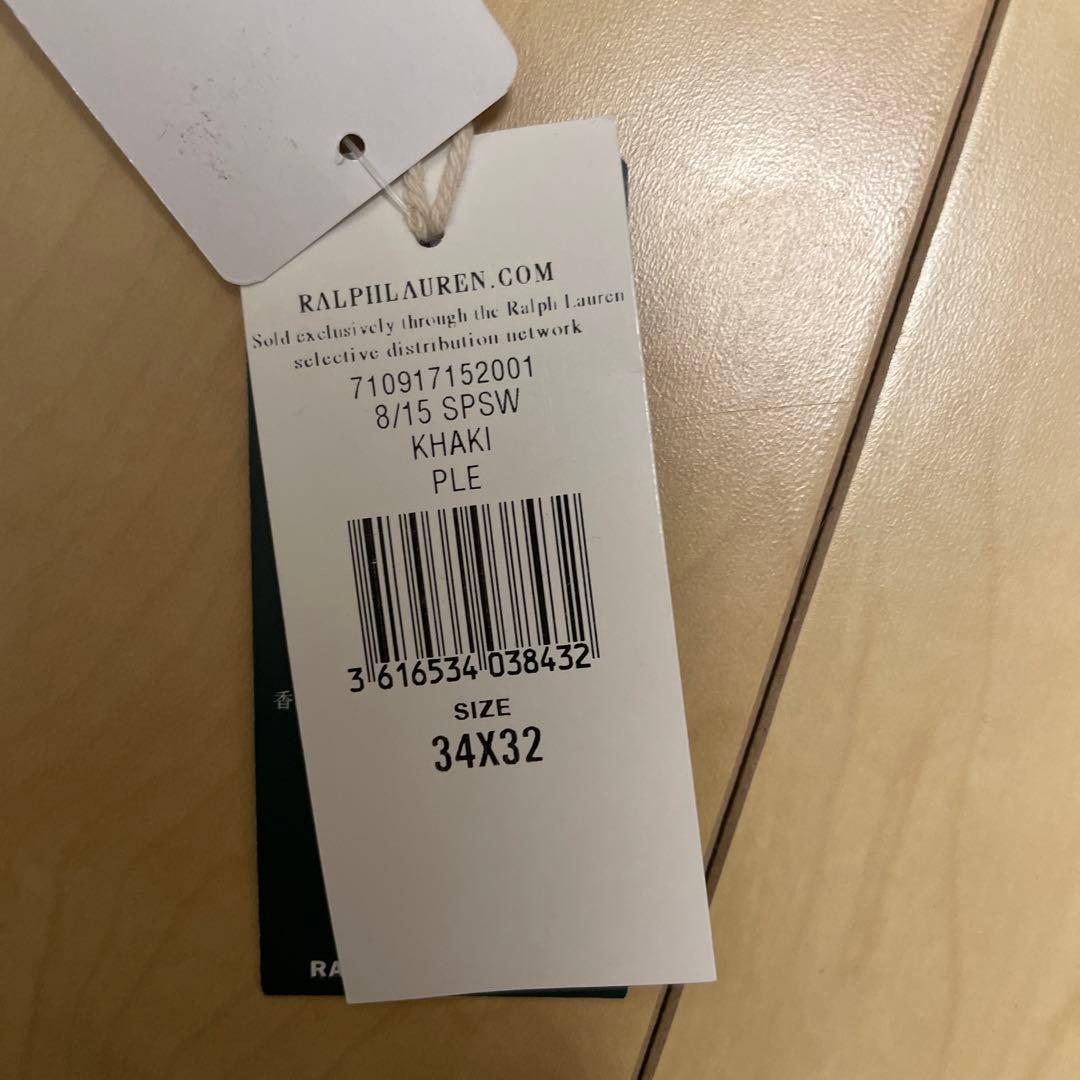 RALPHLAUREN.COM
Sold exclusively through the Ralph Lauren
selective distribution network
710917152001
8/15 SPSW
KHAKI
PLE
3 616534 038432
SIZE
34X32
香
RA